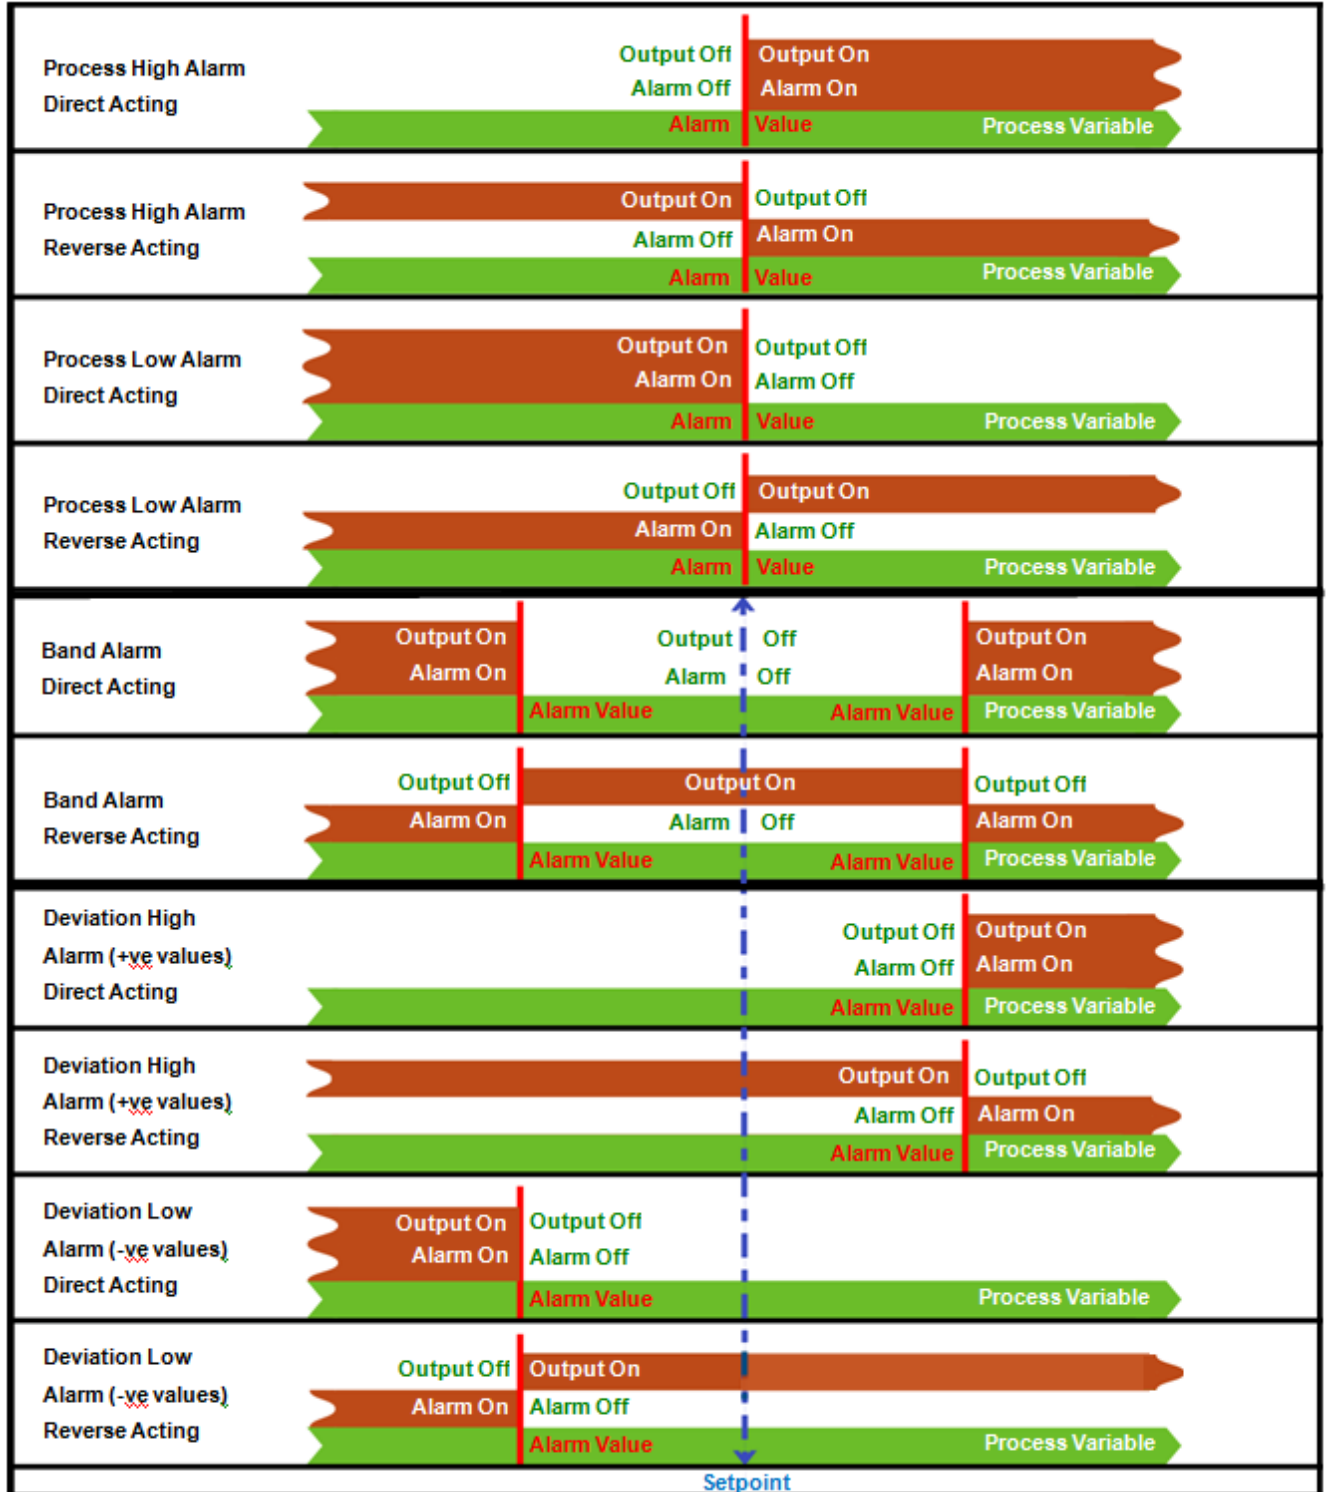 Process High Alarm
Direct Acting
Output Off Output On
Alarm Off Alarm On
Alarm Value Process Variable
Process High Alarm
Reverse Acting
Output On Output Off
Alarm Off Alarm On
Alarm Value Process Variable
Process Low Alarm
Direct Acting
Output On Output Off
Alarm On Alarm Off
Alarm Value Process Variable
Process Low Alarm
Reverse Acting
Output Off Output On
Alarm On Alarm Off
Alarm Value Process Variable
Band Alarm
Direct Acting
Output On Output Off Output On
Alarm On Alarm Off Alarm On
Alarm Value Alarm Value Process Variable
Band Alarm
Reverse Acting
Output Off Output On Output Off
Alarm On Alarm Off Alarm On
Alarm Value Alarm Value Process Variable
Deviation High
Alarm (+ve values)
Direct Acting
Output Off Output On
Alarm Off Alarm On
Alarm Value Process Variable
Deviation High
Alarm (+ve values)
Reverse Acting
Output On Output Off
Alarm Off Alarm On
Alarm Value Process Variable
Deviation Low
Alarm (-ve values)
Direct Acting
Output On Output Off
Alarm On Alarm Off
Alarm Value Process Variable
Deviation Low
Alarm (-ve values)
Reverse Acting
Output Off Output On
Alarm On Alarm Off
Alarm Value Process Variable
Setpoint